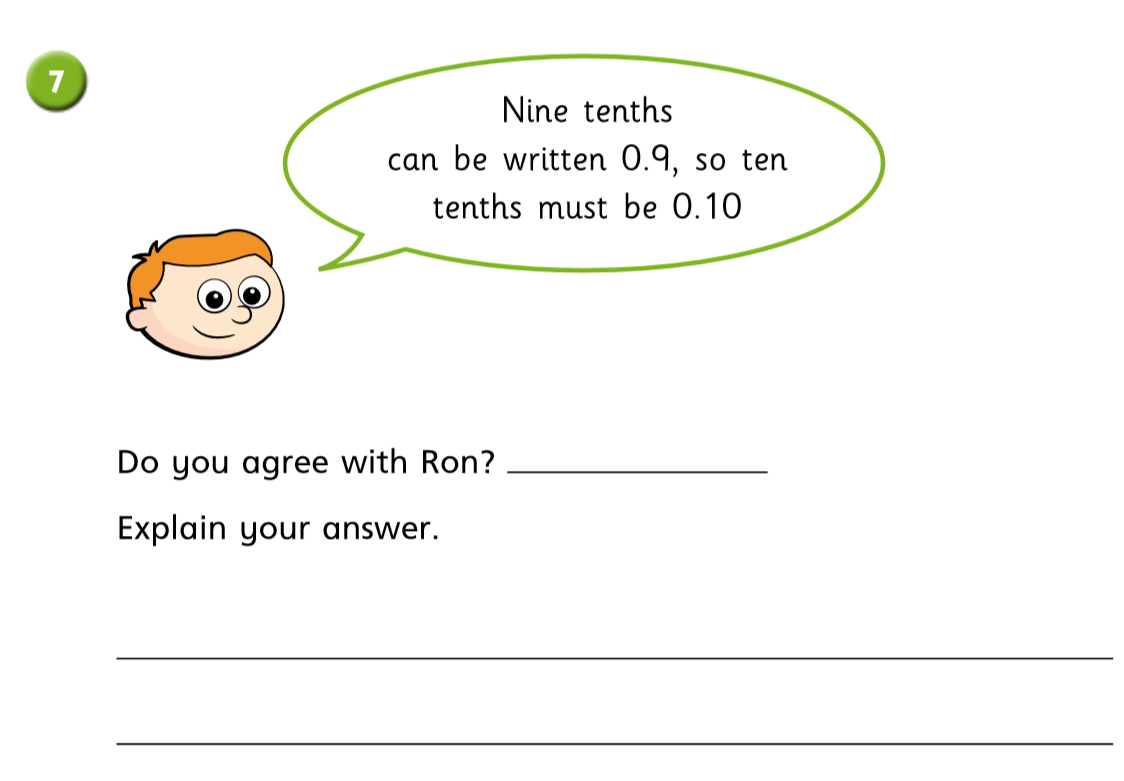 7
Nine tenths
can be written 0.9, so ten
tenths must be 0.10
Do you agree with Ron?
Explain your answer.